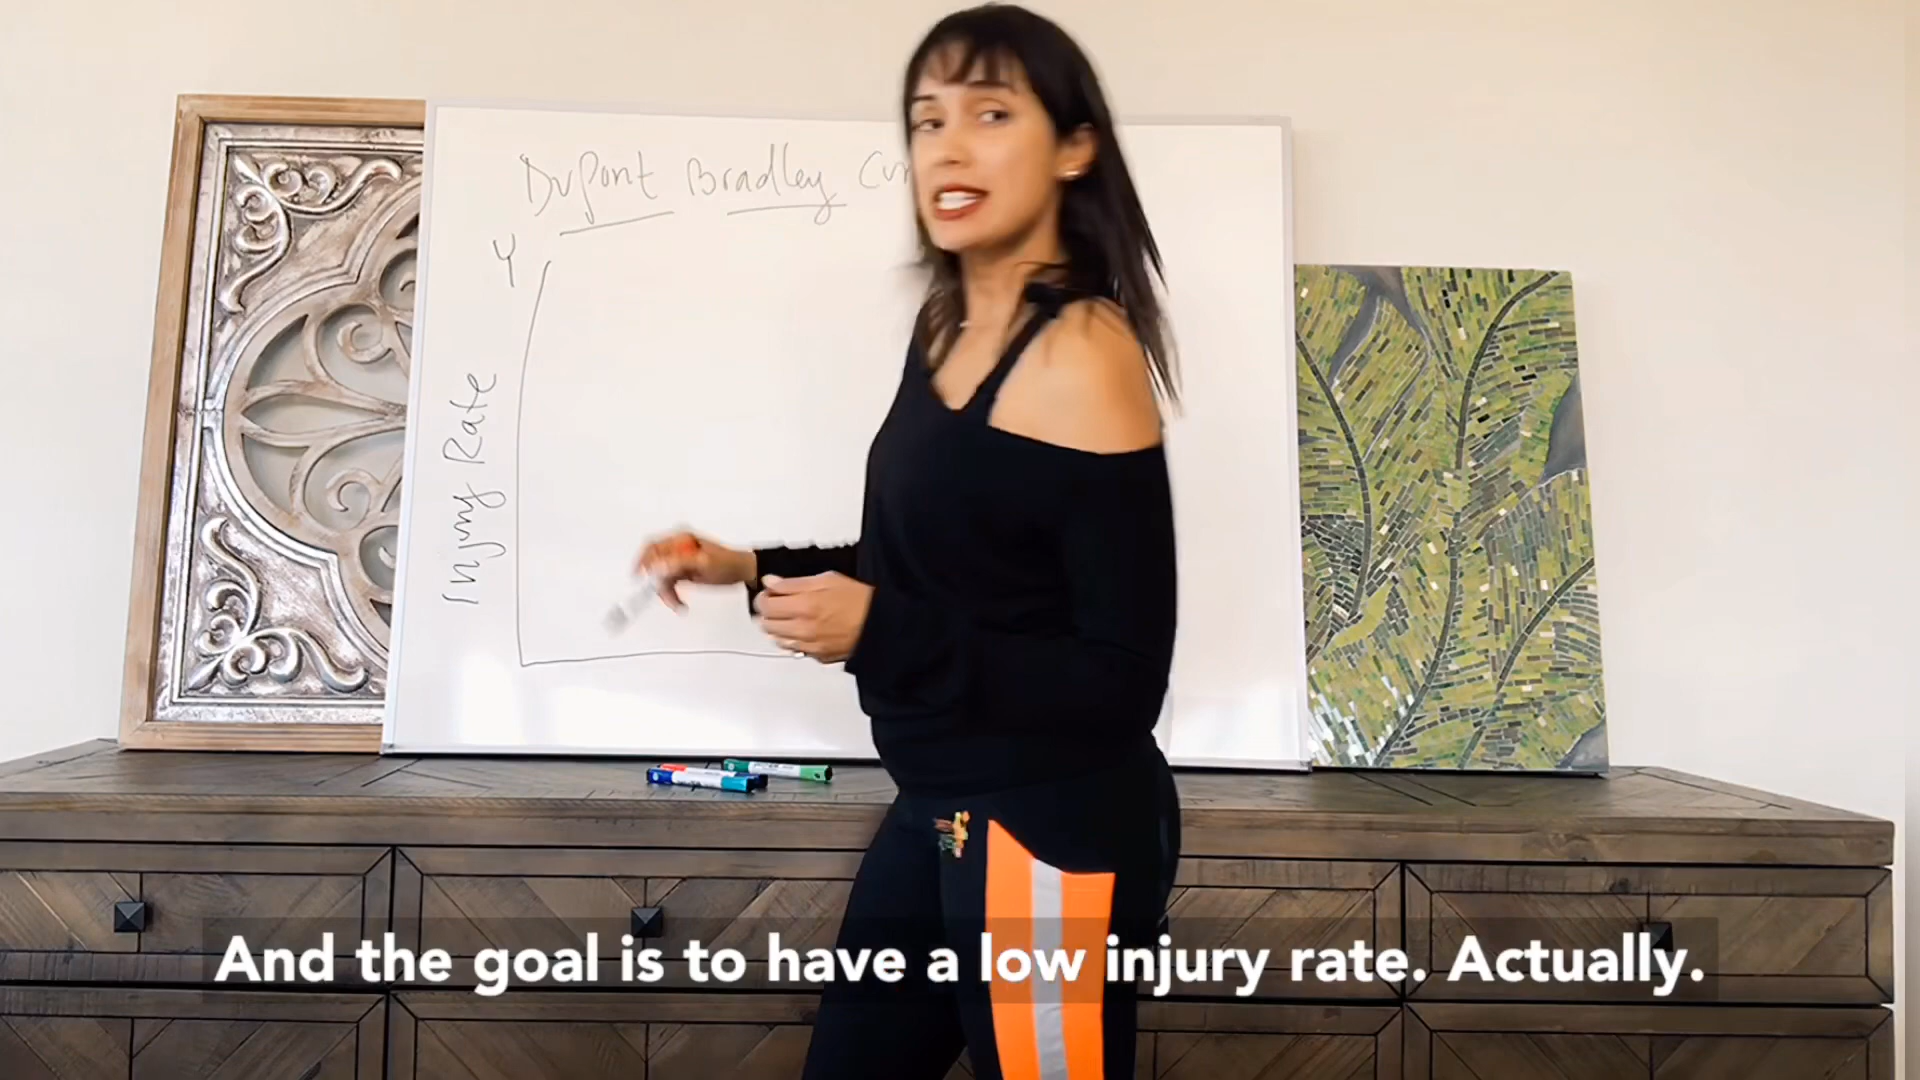 DuPont Bradley
Y
Injury Rate
And the goal is to have a low injury rate. Actually.